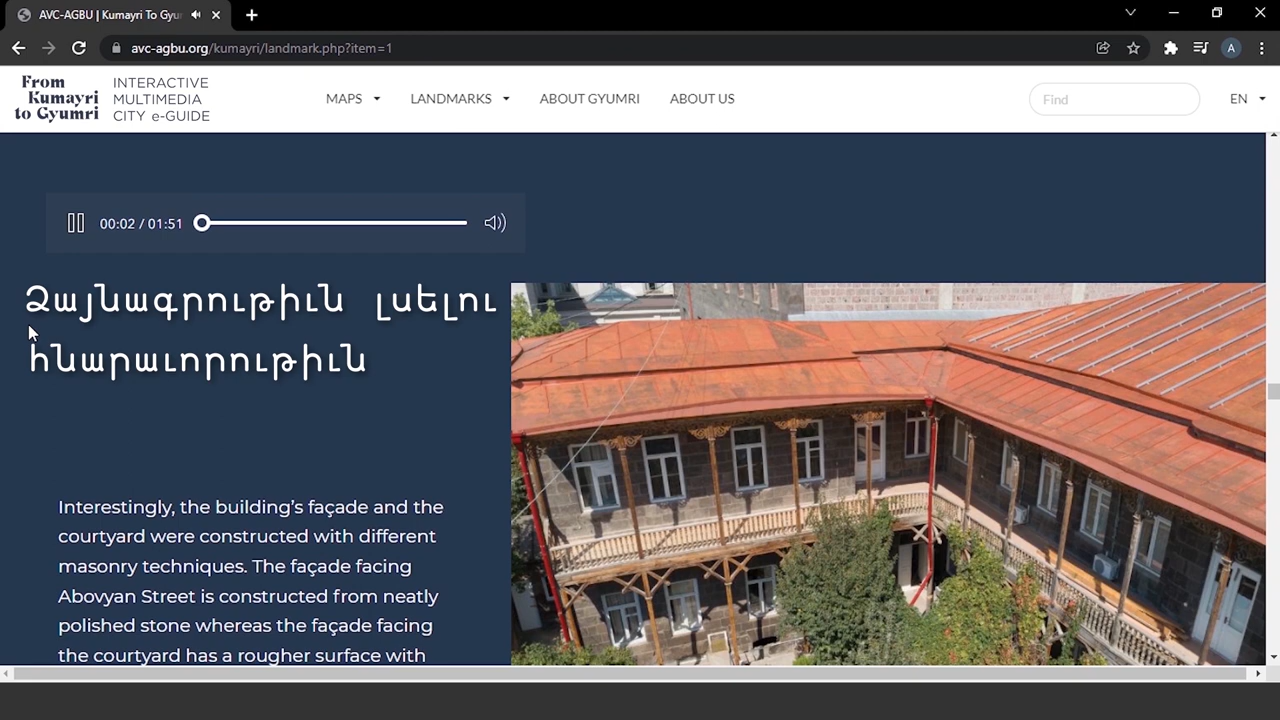 AVC-AGBU | Kumayri To Gyu
avc-agbu.org/kumayri/landmark.php?item=1
A
From
Kumayri
to Gyumri
INTERACTIVE
MULTIMEDIA
CITY e-GUIDE
MAPS
LANDMARKS
ABOUT GYUMRI
ABOUT US
Find
EN
00:02 / 01:51
Ձայնագրութիւն լսելու
հնարաւորութիւն
Interestingly, the building’s façade and the
courtyard were constructed with different
masonry techniques. The façade facing
Abovyan Street is constructed from neatly
polished stone whereas the façade facing
the courtyard has a rougher surface with